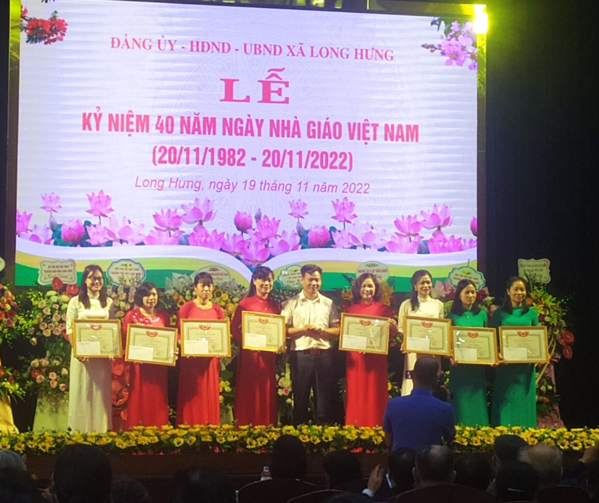 ĐẢNG ỦY - HĐND - UBND XÃ LONG HƯNG
LỄ
KỶ NIỆM 40 NĂM NGÀY NHÀ GIÁO VIỆT NAM
(20/11/1982 - 20/11/2022)
Long Hưng, ngày 19 tháng 11 năm 2022